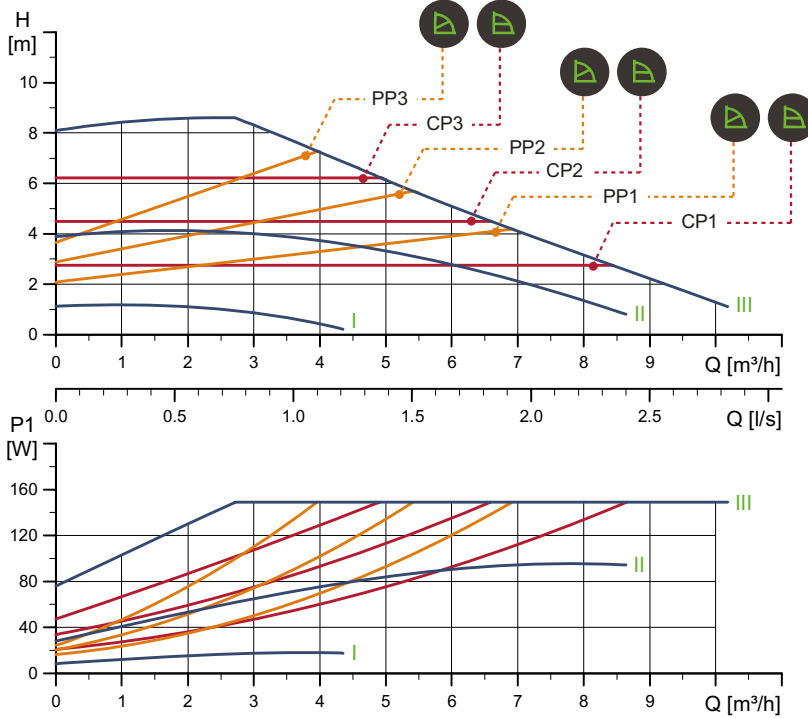 H
[m]
10
8
6
4
2
0
PP3
CP3
PP2
CP2
PP1
CP1
I
II
III
0 1 2 3 4 5 6 7 8 9 Q [m³/h]
0.0 0.5 1.0 1.5 2.0 2.5 Q [l/s]
P1
[W]
160
120
80
40
0
III
II
I
0 1 2 3 4 5 6 7 8 9 Q [m³/h]